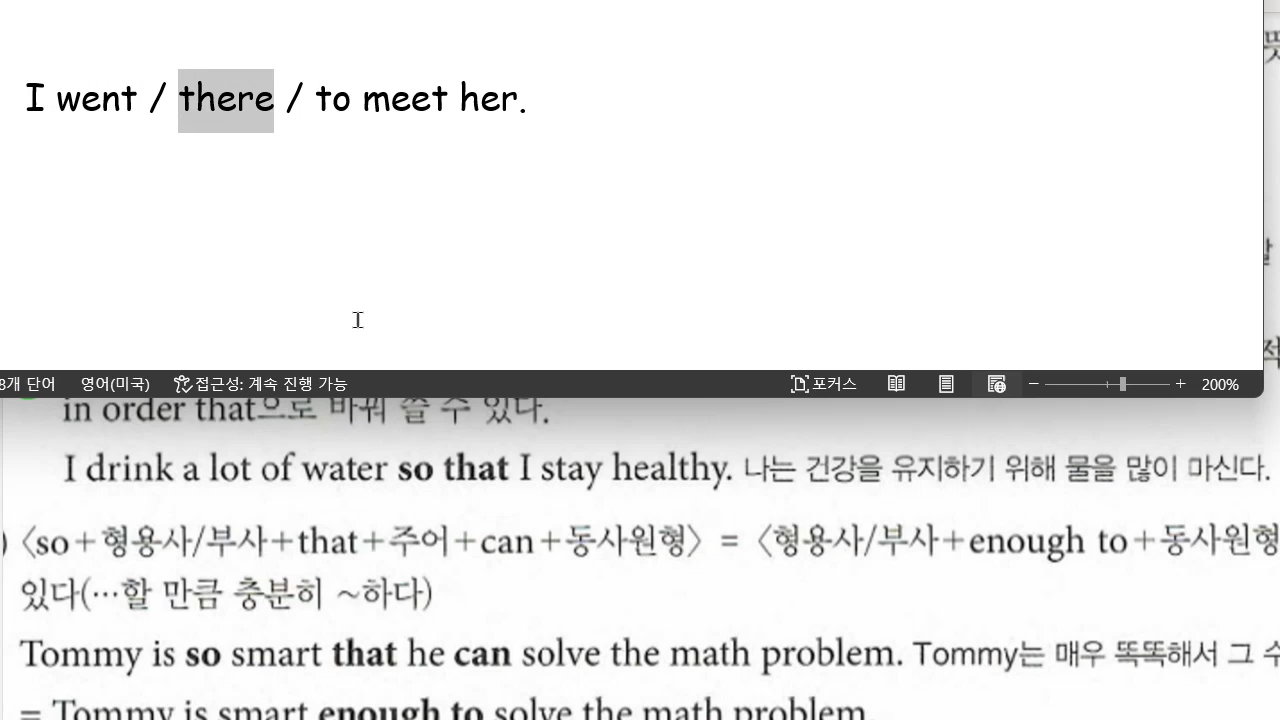 I went / there / to meet her.
8개 단어 영어(미국) 접근성: 계속 진행 가능 포커스 200%
in order that으로 바꿔 쓸 수 있다.
I drink a lot of water so that I stay healthy. 나는 건강을 유지하기 위해 물을 많이 마신다.
) 〈so+형용사/부사+that+주어+can+동사원형〉 = 〈형용사/부사+enough to+동사원형
있다(…할 만큼 충분히 ~하다)
Tommy is so smart that he can solve the math problem. Tommy는 매우 똑똑해서 그 수
= Tommy is smart enough to solve the math problem.